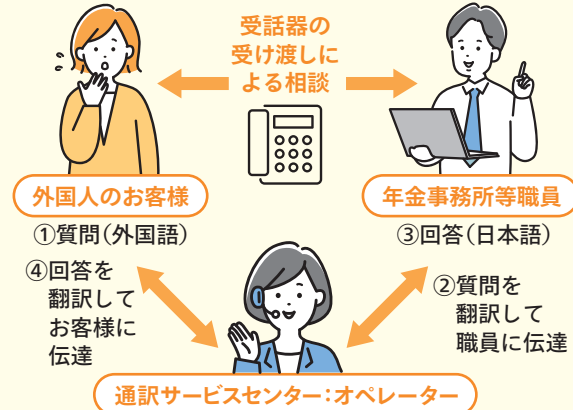 受話器の
受け渡しに
よる相談
外国人のお客様
年金事務所等職員
①質問(外国語)
③回答(日本語)
④回答を
翻訳して
お客様に
伝達
②質問を
翻訳して
職員に伝達
通訳サービスセンター:オペレーター